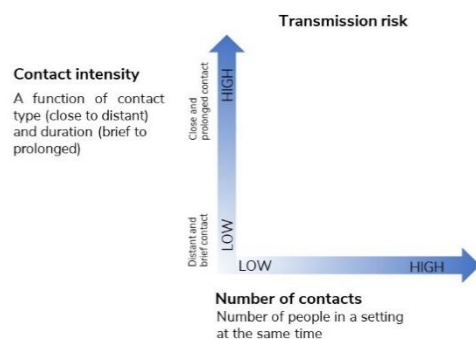 Transmission risk
Contact intensity
A function of contact
type (close to distant)
and duration (brief to
prolonged)
Close and
prolonged contact
HIGH
Distant and
brief contact
LOW
LOW
HIGH
Number of contacts
Number of people in a setting
at the same time